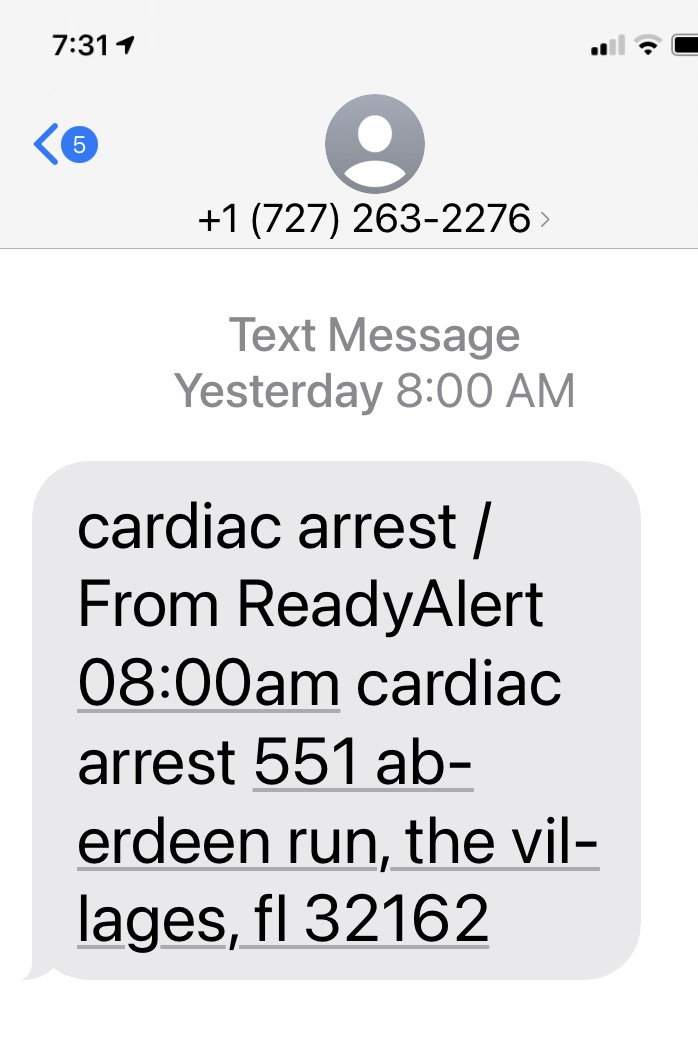 7:31
5
+1 (727) 263-2276
Text Message
Yesterday 8:00 AM
cardiac arrest /
From ReadyAlert
08:00am cardiac
arrest 551 ab-
erdeen run, the vil-
lages, fl 32162